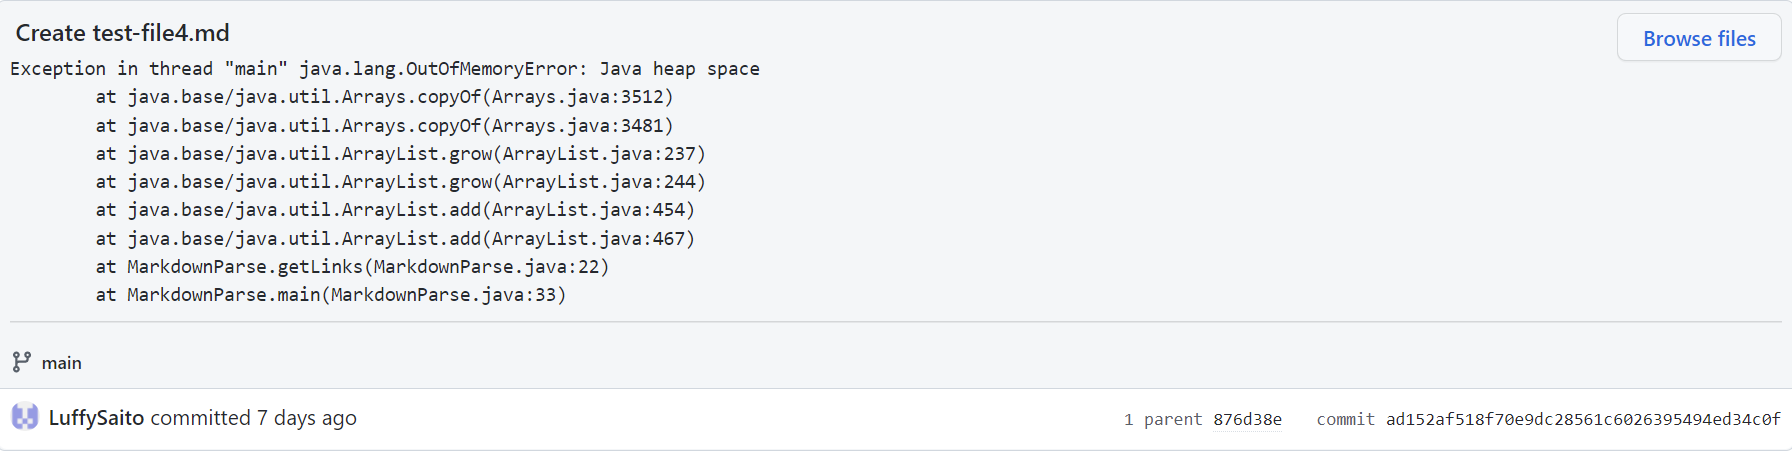 Create test-file4.md
Browse files
Exception in thread "main" java.lang.OutOfMemoryError: Java heap space
at java.base/java.util.Arrays.copyOf(Arrays.java:3512)
at java.base/java.util.Arrays.copyOf(Arrays.java:3481)
at java.base/java.util.ArrayList.grow(ArrayList.java:237)
at java.base/java.util.ArrayList.grow(ArrayList.java:244)
at java.base/java.util.ArrayList.add(ArrayList.java:454)
at java.base/java.util.ArrayList.add(ArrayList.java:467)
at MarkdownParse.getLinks(MarkdownParse.java:22)
at MarkdownParse.main(MarkdownParse.java:33)
main
LuffySaito committed 7 days ago
1 parent 876d38e commit ad152af518f70e9dc28561c6026395494ed34c0f